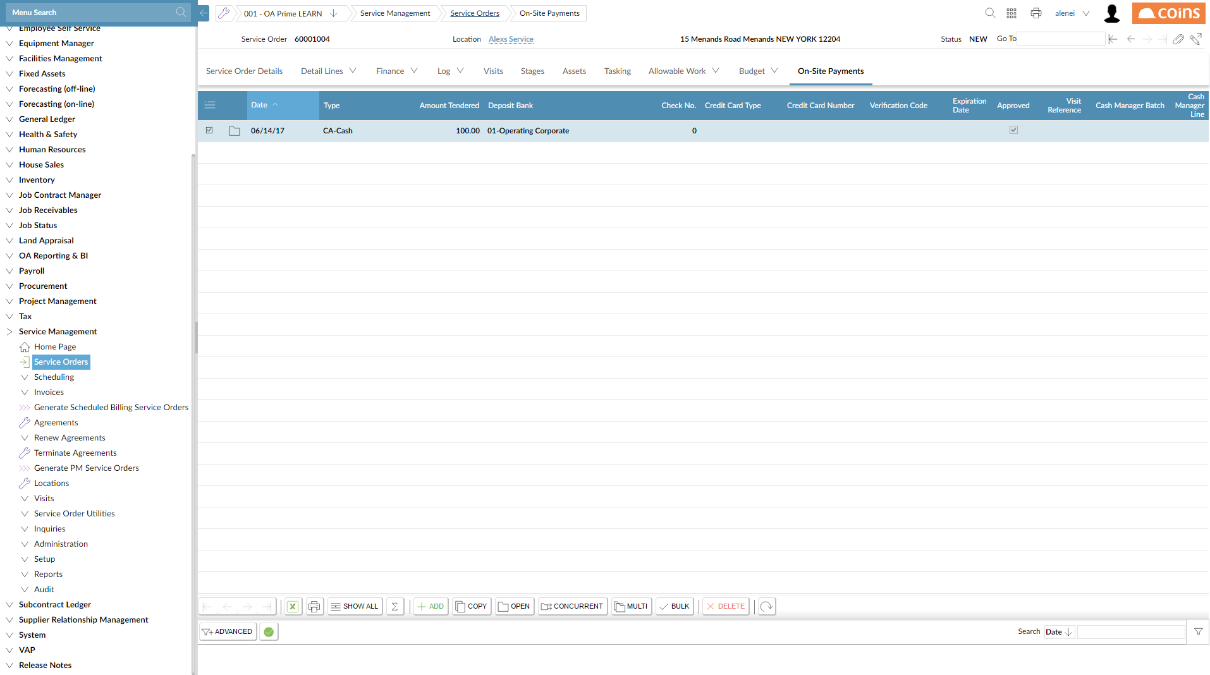 Menu Search
001 - OA Prime LEARN
Service Management
Service Orders
On-Site Payments
alenei
COINS
Service Order 60001004
Location Alexs Service
15 Menands Road Menands NEW YORK 12204
Status NEW Go To
Service Order Details Detail Lines Finance Log Visits Stages Assets Tasking Allowable Work Budget On-Site Payments
Date Type Amount Tendered Deposit Bank Check No. Credit Card Type Credit Card Number Verification Code Expiration Date Approved Visit Reference Cash Manager Batch Cash Manager Line
06/14/17 CA-Cash 100.00 01-Operating Corporate 0
Employee Self Service
Equipment Manager
Facilities Management
Fixed Assets
Forecasting (off-line)
Forecasting (on-line)
General Ledger
Health & Safety
Human Resources
House Sales
Inventory
Job Contract Manager
Job Receivables
Job Status
Land Appraisal
OA Reporting & BI
Payroll
Procurement
Project Management
Tax
Service Management
Home Page
Service Orders
Scheduling
Invoices
Generate Scheduled Billing Service Orders
Agreements
Renew Agreements
Terminate Agreements
Generate PM Service Orders
Locations
Visits
Service Order Utilities
Inquiries
Administration
Setup
Reports
Audit
Subcontract Ledger
Supplier Relationship Management
System
VAP
Release Notes
SHOW ALL Σ ADD COPY OPEN CONCURRENT MULTI BULK DELETE
ADVANCED
Search Date